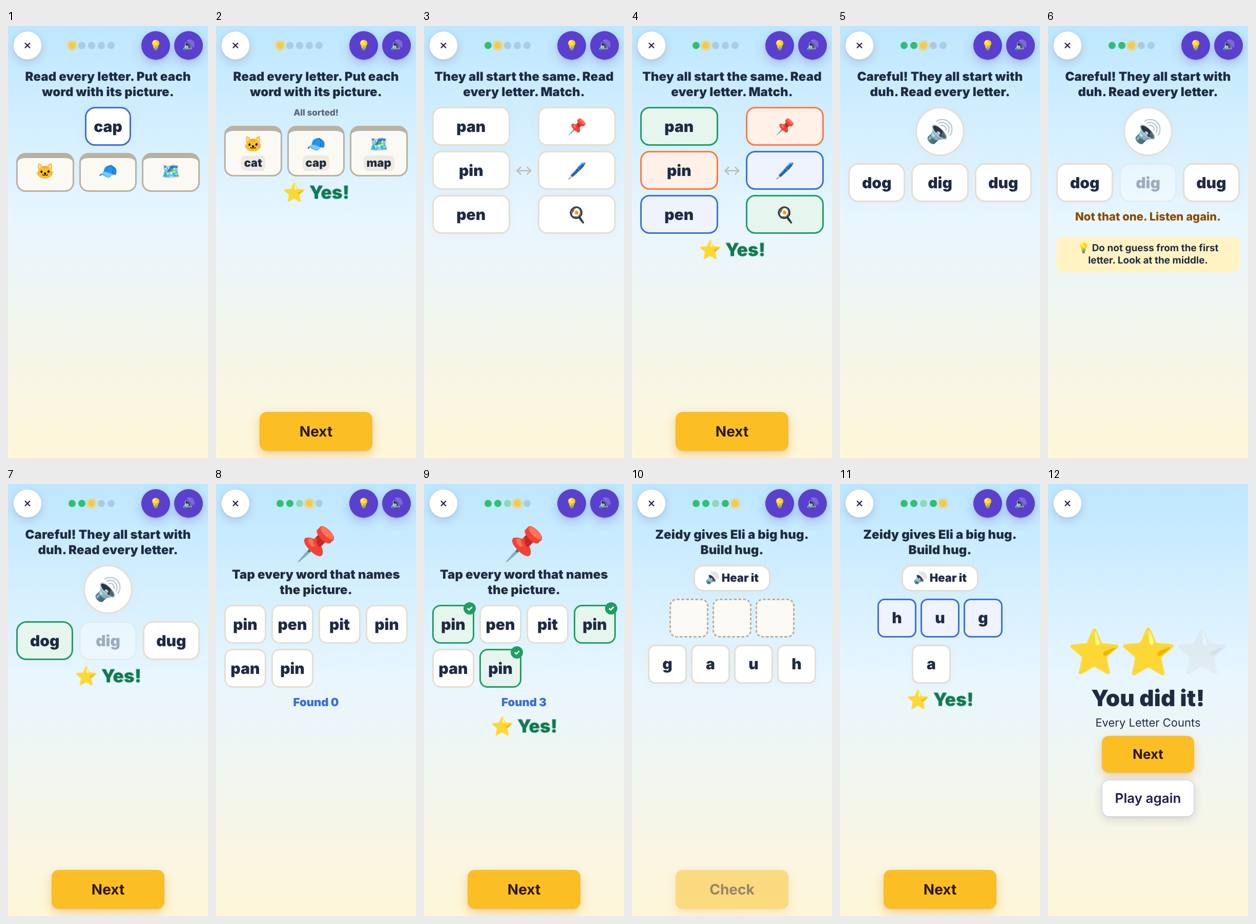 1
Read every letter. Put each
word with its picture.
cap
2
Read every letter. Put each
word with its picture.
All sorted!
cat
cap
map
Yes!
Next
3
They all start the same. Read
every letter. Match.
pan
pin
pen
4
They all start the same. Read
every letter. Match.
pan
pin
pen
Yes!
Next
5
Careful! They all start with
duh. Read every letter.
dog
dig
dug
6
Careful! They all start with
duh. Read every letter.
dog
dig
dug
Not that one. Listen again.
Do not guess from the first
letter. Look at the middle.
7
Careful! They all start with
duh. Read every letter.
dog
dig
dug
Yes!
Next
8
Tap every word that names
the picture.
pin pen pit pin
pan pin
Found 0
9
Tap every word that names
the picture.
pin pen pit pin
pan pin
Found 3
Yes!
Next
10
Zeidy gives Eli a big hug.
Build hug.
Hear it
g a u h
Check
11
Zeidy gives Eli a big hug.
Build hug.
Hear it
h u g
a
Yes!
Next
12
You did it!
Every Letter Counts
Next
Play again